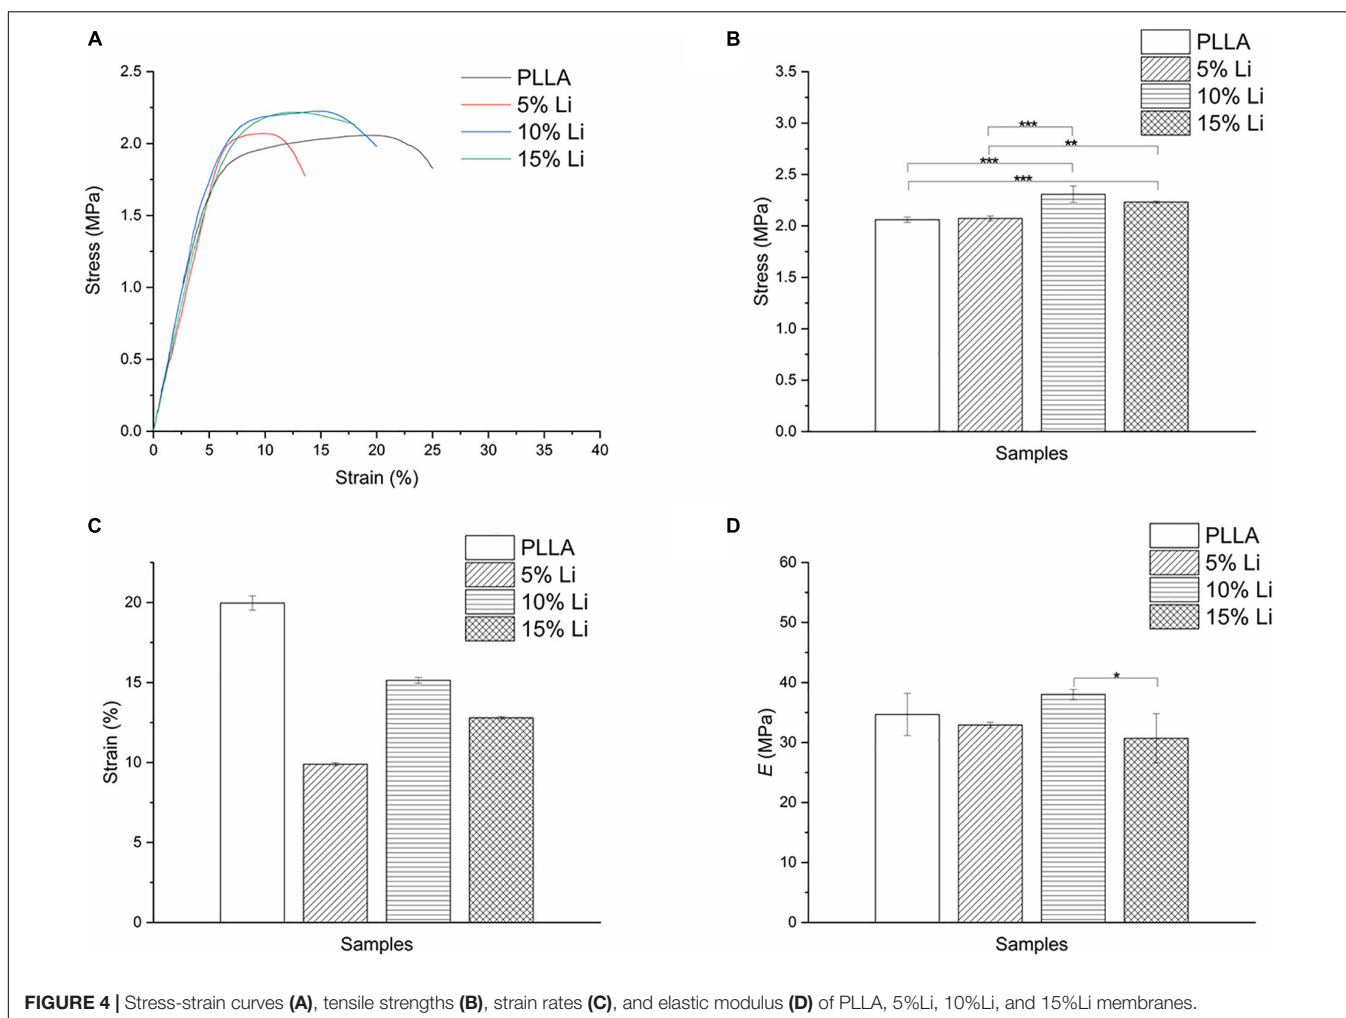 A
PLLA
5% Li
10% Li
15% Li
2.5
2.0
1.5
1.0
0.5
0.0
Stress (MPa)
0 5 10 15 20 25 30 35 40
Strain (%)
B
PLLA
5% Li
10% Li
15% Li
3.5
3.0
2.5
2.0
1.5
1.0
0.5
0.0
Stress (MPa)
***
**
***
***
Samples
C
PLLA
5% Li
10% Li
15% Li
20
15
10
5
0
Strain (%)
Samples
D
PLLA
5% Li
10% Li
15% Li
60
50
40
30
20
10
0
E (MPa)
*
Samples
FIGURE 4 | Stress-strain curves (A), tensile strengths (B), strain rates (C), and elastic modulus (D) of PLLA, 5%Li, 10%Li, and 15%Li membranes.